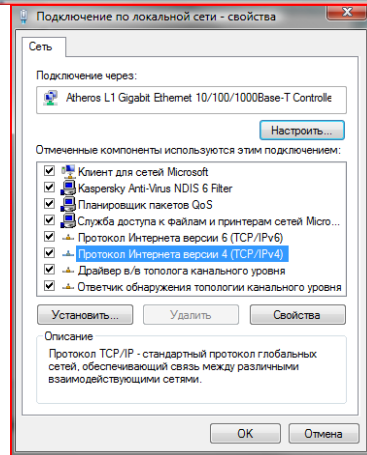 Подключение по локальной сети - свойства
Сеть
Подключение через:
Atheros L1 Gigabit Ethernet 10/100/1000Base-T Controlle
Настроить...
Отмеченные компоненты используются этим подключением:
Клиент для сетей Microsoft
Kaspersky Anti-Virus NDIS 6 Filter
Планировщик пакетов QoS
Служба доступа к файлам и принтерам сетей Micro...
Протокол Интернета версии 6 (TCP/IPv6)
Протокол Интернета версии 4 (TCP/IPv4)
Драйвер в/в тополога канального уровня
Ответчик обнаружения топологии канального уровня
Установить... Удалить Свойства
Описание
Протокол TCP/IP - стандартный протокол глобальных
сетей, обеспечивающий связь между различными
взаимодействующими сетями.
OK Отмена